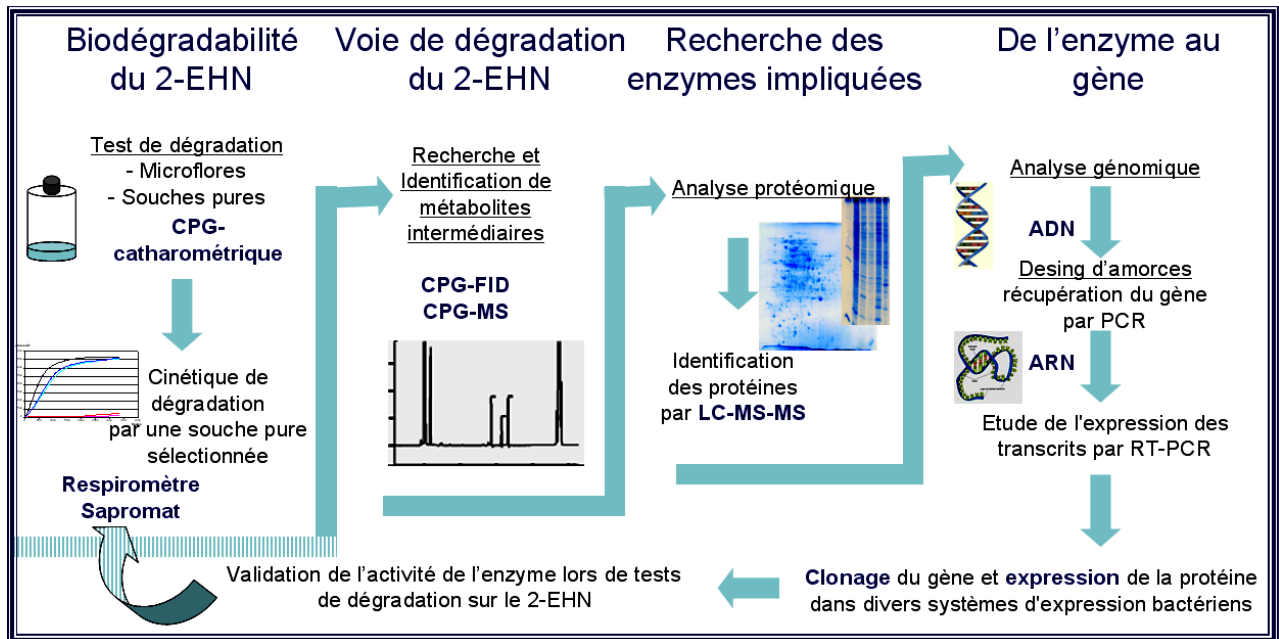 Biodégradabilité
du 2-EHN
Test de dégradation
- Microflores
- Souches pures
CPG-
catharométrique
Cinétique de
dégradation
par une souche pure
sélectionnée
Respiromètre
Sapromat
Voie de dégradation
du 2-EHN
Recherche et
Identification de
métabolites
intermédiaires
CPG-FID
CPG-MS
Recherche des
enzymes impliquées
Analyse protéomique
Identification
des protéines
par LC-MS-MS
De l’enzyme au
gène
Analyse génomique
ADN
Desing d’amorces
récupération du gène
par PCR
ARN
Etude de l'expression des
transcrits par RT-PCR
Clonage du gène et expression de la protéine
dans divers systèmes d'expression bactériens
Validation de l’activité de l’enzyme lors de tests
de dégradation sur le 2-EHN